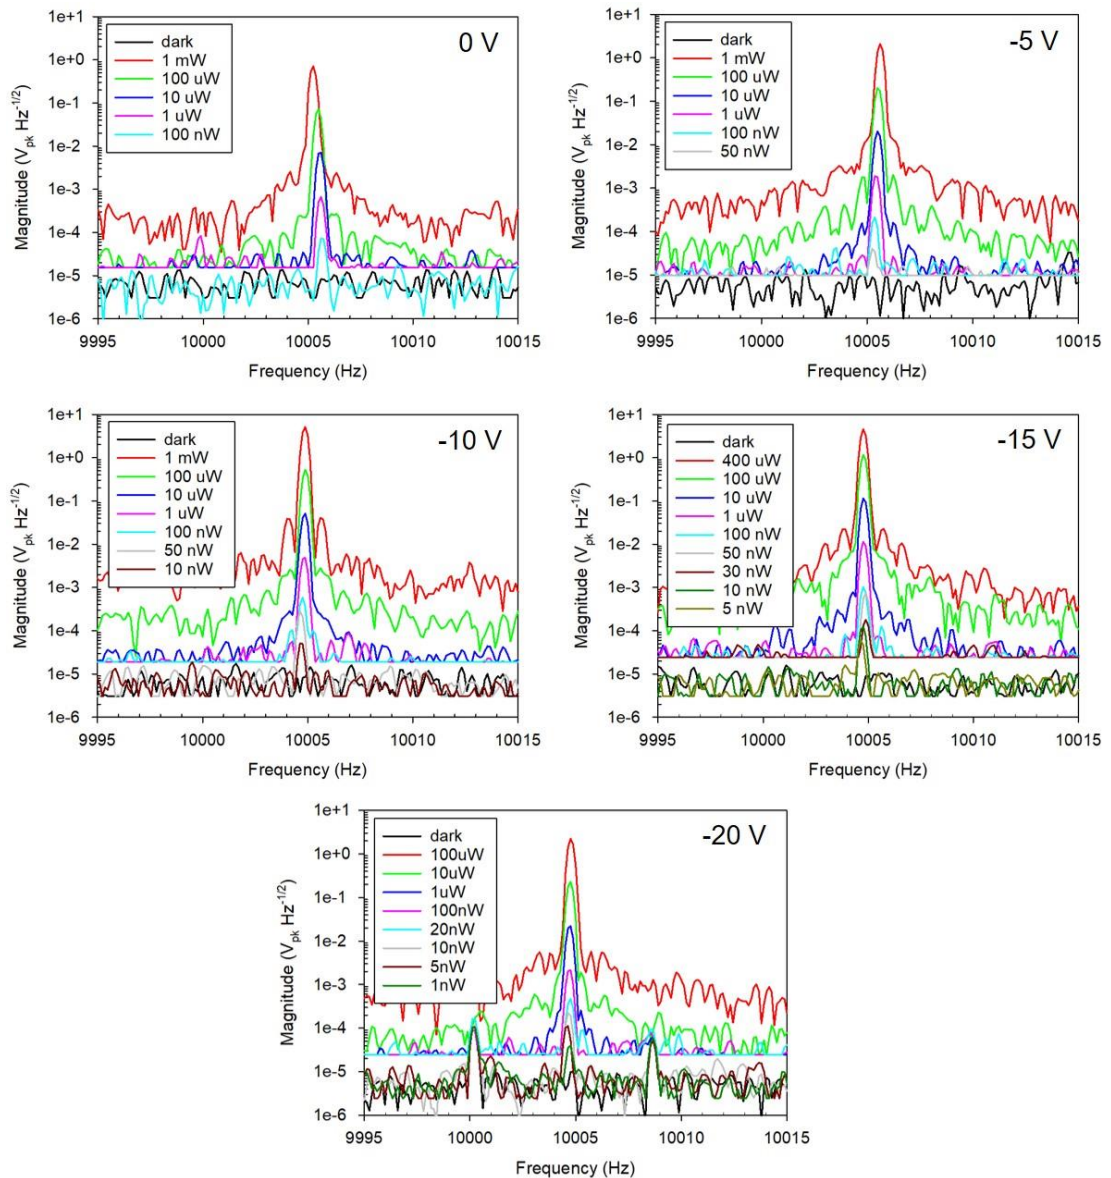 0 V
Magnitude (V_pk Hz^-1/2)
1e+1
1e+0
1e-1
1e-2
1e-3
1e-4
1e-5
1e-6
dark
1 mW
100 uW
10 uW
1 uW
100 nW
9995 10000 10005 10010 10015
Frequency (Hz)
-5 V
Magnitude (V_pk Hz^-1/2)
1e+1
1e+0
1e-1
1e-2
1e-3
1e-4
1e-5
1e-6
dark
1 mW
100 uW
10 uW
1 uW
100 nW
50 nW
9995 10000 10005 10010 10015
Frequency (Hz)
-10 V
Magnitude (V_pk Hz^-1/2)
1e+1
1e+0
1e-1
1e-2
1e-3
1e-4
1e-5
1e-6
dark
1 mW
100 uW
10 uW
1 uW
100 nW
50 nW
10 nW
9995 10000 10005 10010 10015
Frequency (Hz)
-15 V
Magnitude (V_pk Hz^-1/2)
1e+1
1e+0
1e-1
1e-2
1e-3
1e-4
1e-5
1e-6
dark
400 uW
100 uW
10 uW
1 uW
100 nW
50 nW
30 nW
10 nW
5 nW
9995 10000 10005 10010 10015
Frequency (Hz)
-20 V
Magnitude (V_pk Hz^-1/2)
1e+1
1e+0
1e-1
1e-2
1e-3
1e-4
1e-5
1e-6
dark
100uW
10uW
1uW
100nW
20nW
10nW
5nW
1nW
9995 10000 10005 10010 10015
Frequency (Hz)